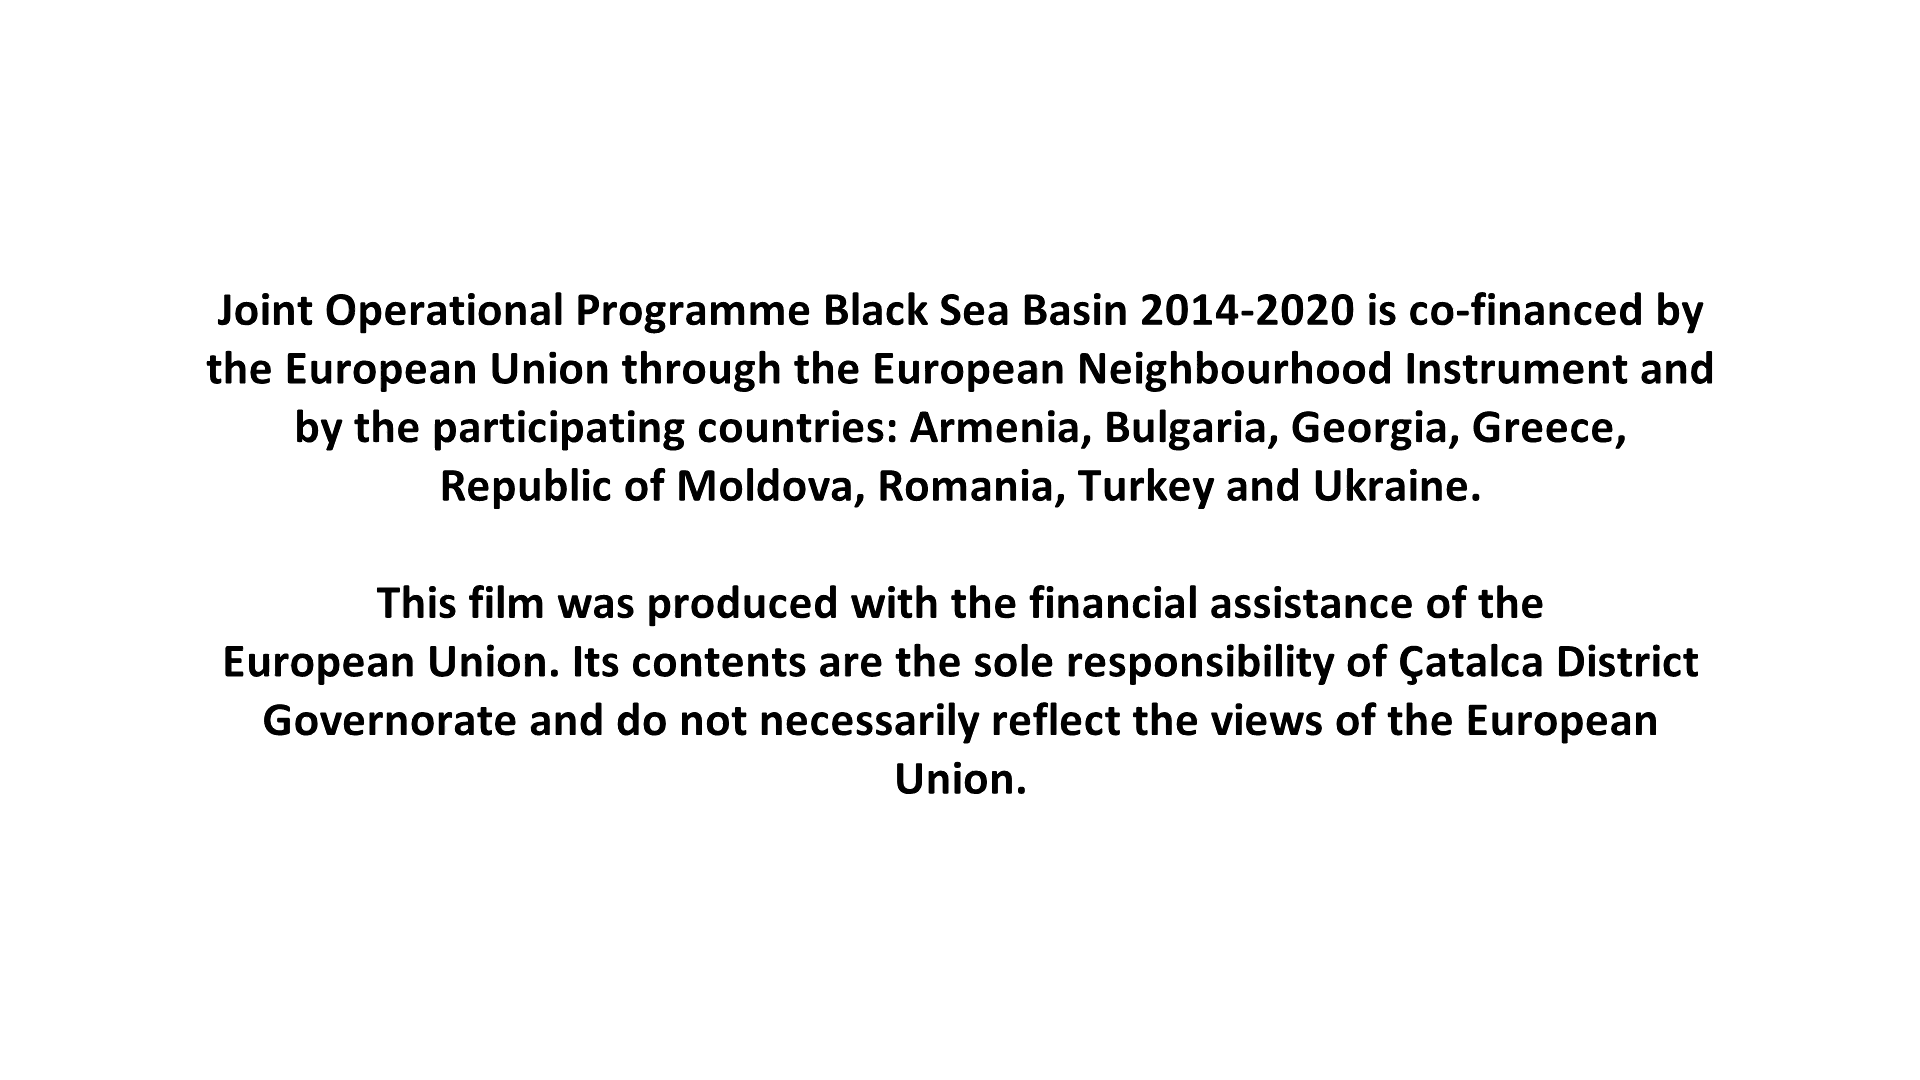 Joint Operational Programme Black Sea Basin 2014-2020 is co-financed by
the European Union through the European Neighbourhood Instrument and
by the participating countries: Armenia, Bulgaria, Georgia, Greece,
Republic of Moldova, Romania, Turkey and Ukraine.
This film was produced with the financial assistance of the
European Union. Its contents are the sole responsibility of Çatalca District
Governorate and do not necessarily reflect the views of the European
Union.